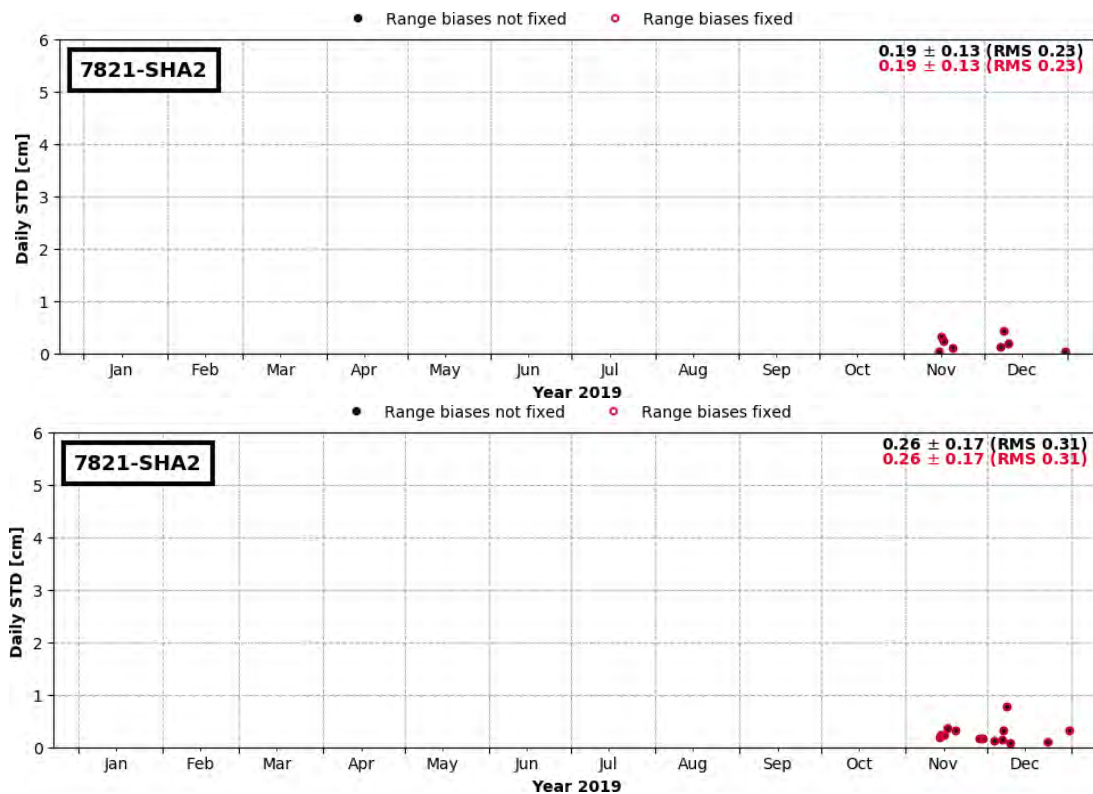 Range biases not fixed Range biases fixed
7821-SHA2
0.19 ± 0.13 (RMS 0.23)
0.19 ± 0.13 (RMS 0.23)
Daily STD [cm]
6
5
4
3
2
1
0
Jan Feb Mar Apr May Jun Jul Aug Sep Oct Nov Dec
Year 2019
Range biases not fixed Range biases fixed
7821-SHA2
0.26 ± 0.17 (RMS 0.31)
0.26 ± 0.17 (RMS 0.31)
Daily STD [cm]
6
5
4
3
2
1
0
Jan Feb Mar Apr May Jun Jul Aug Sep Oct Nov Dec
Year 2019